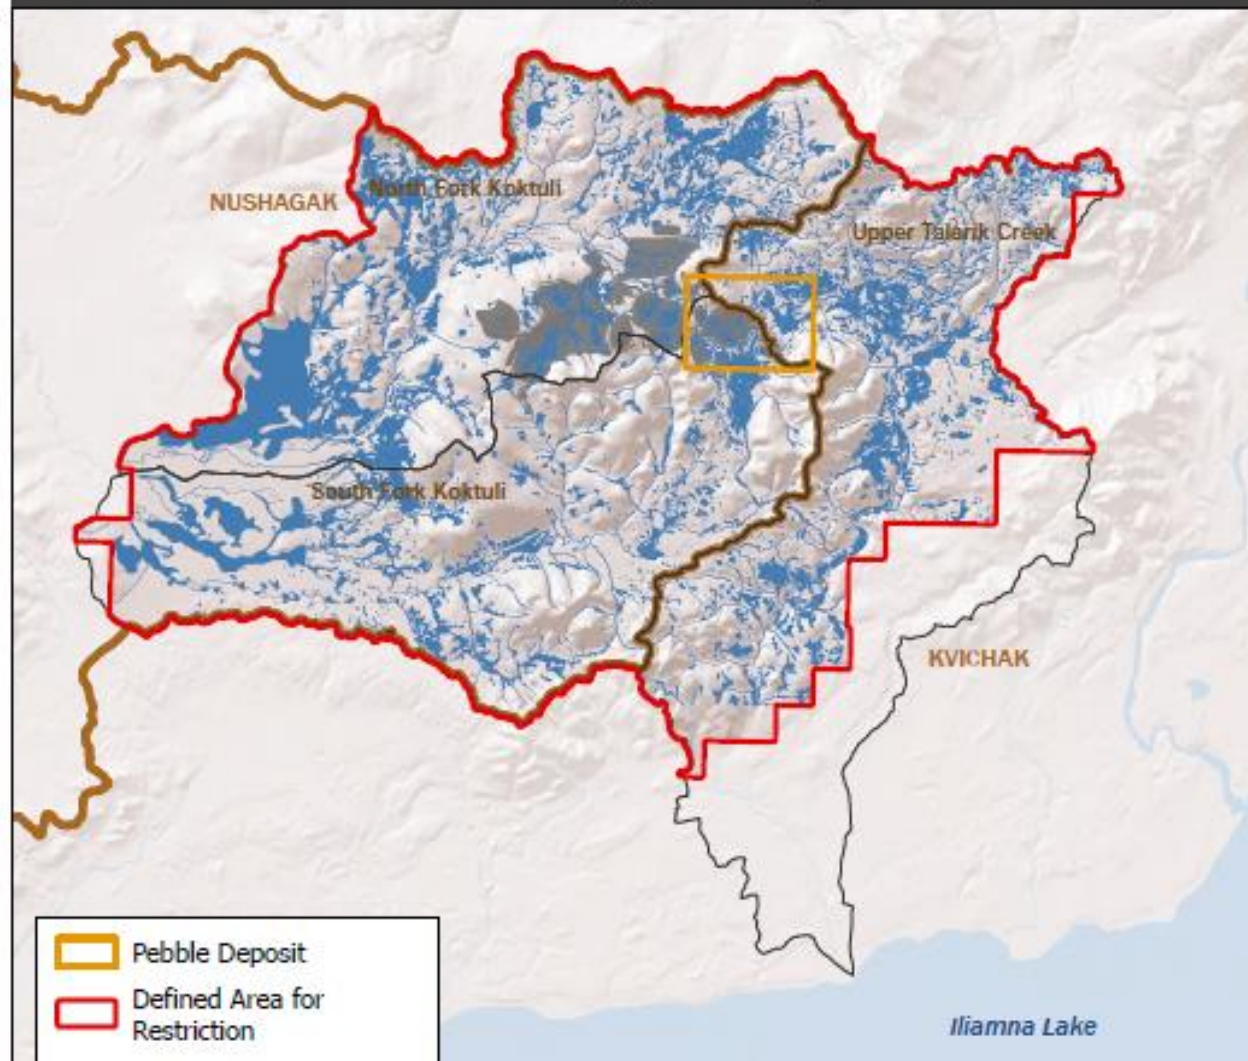 NUSHAGAK
North Fork Koktuli
Upper Talarik Creek
South Fork Koktuli
KVICHAK
Pebble Deposit
Defined Area for
Restriction
Iliamna Lake